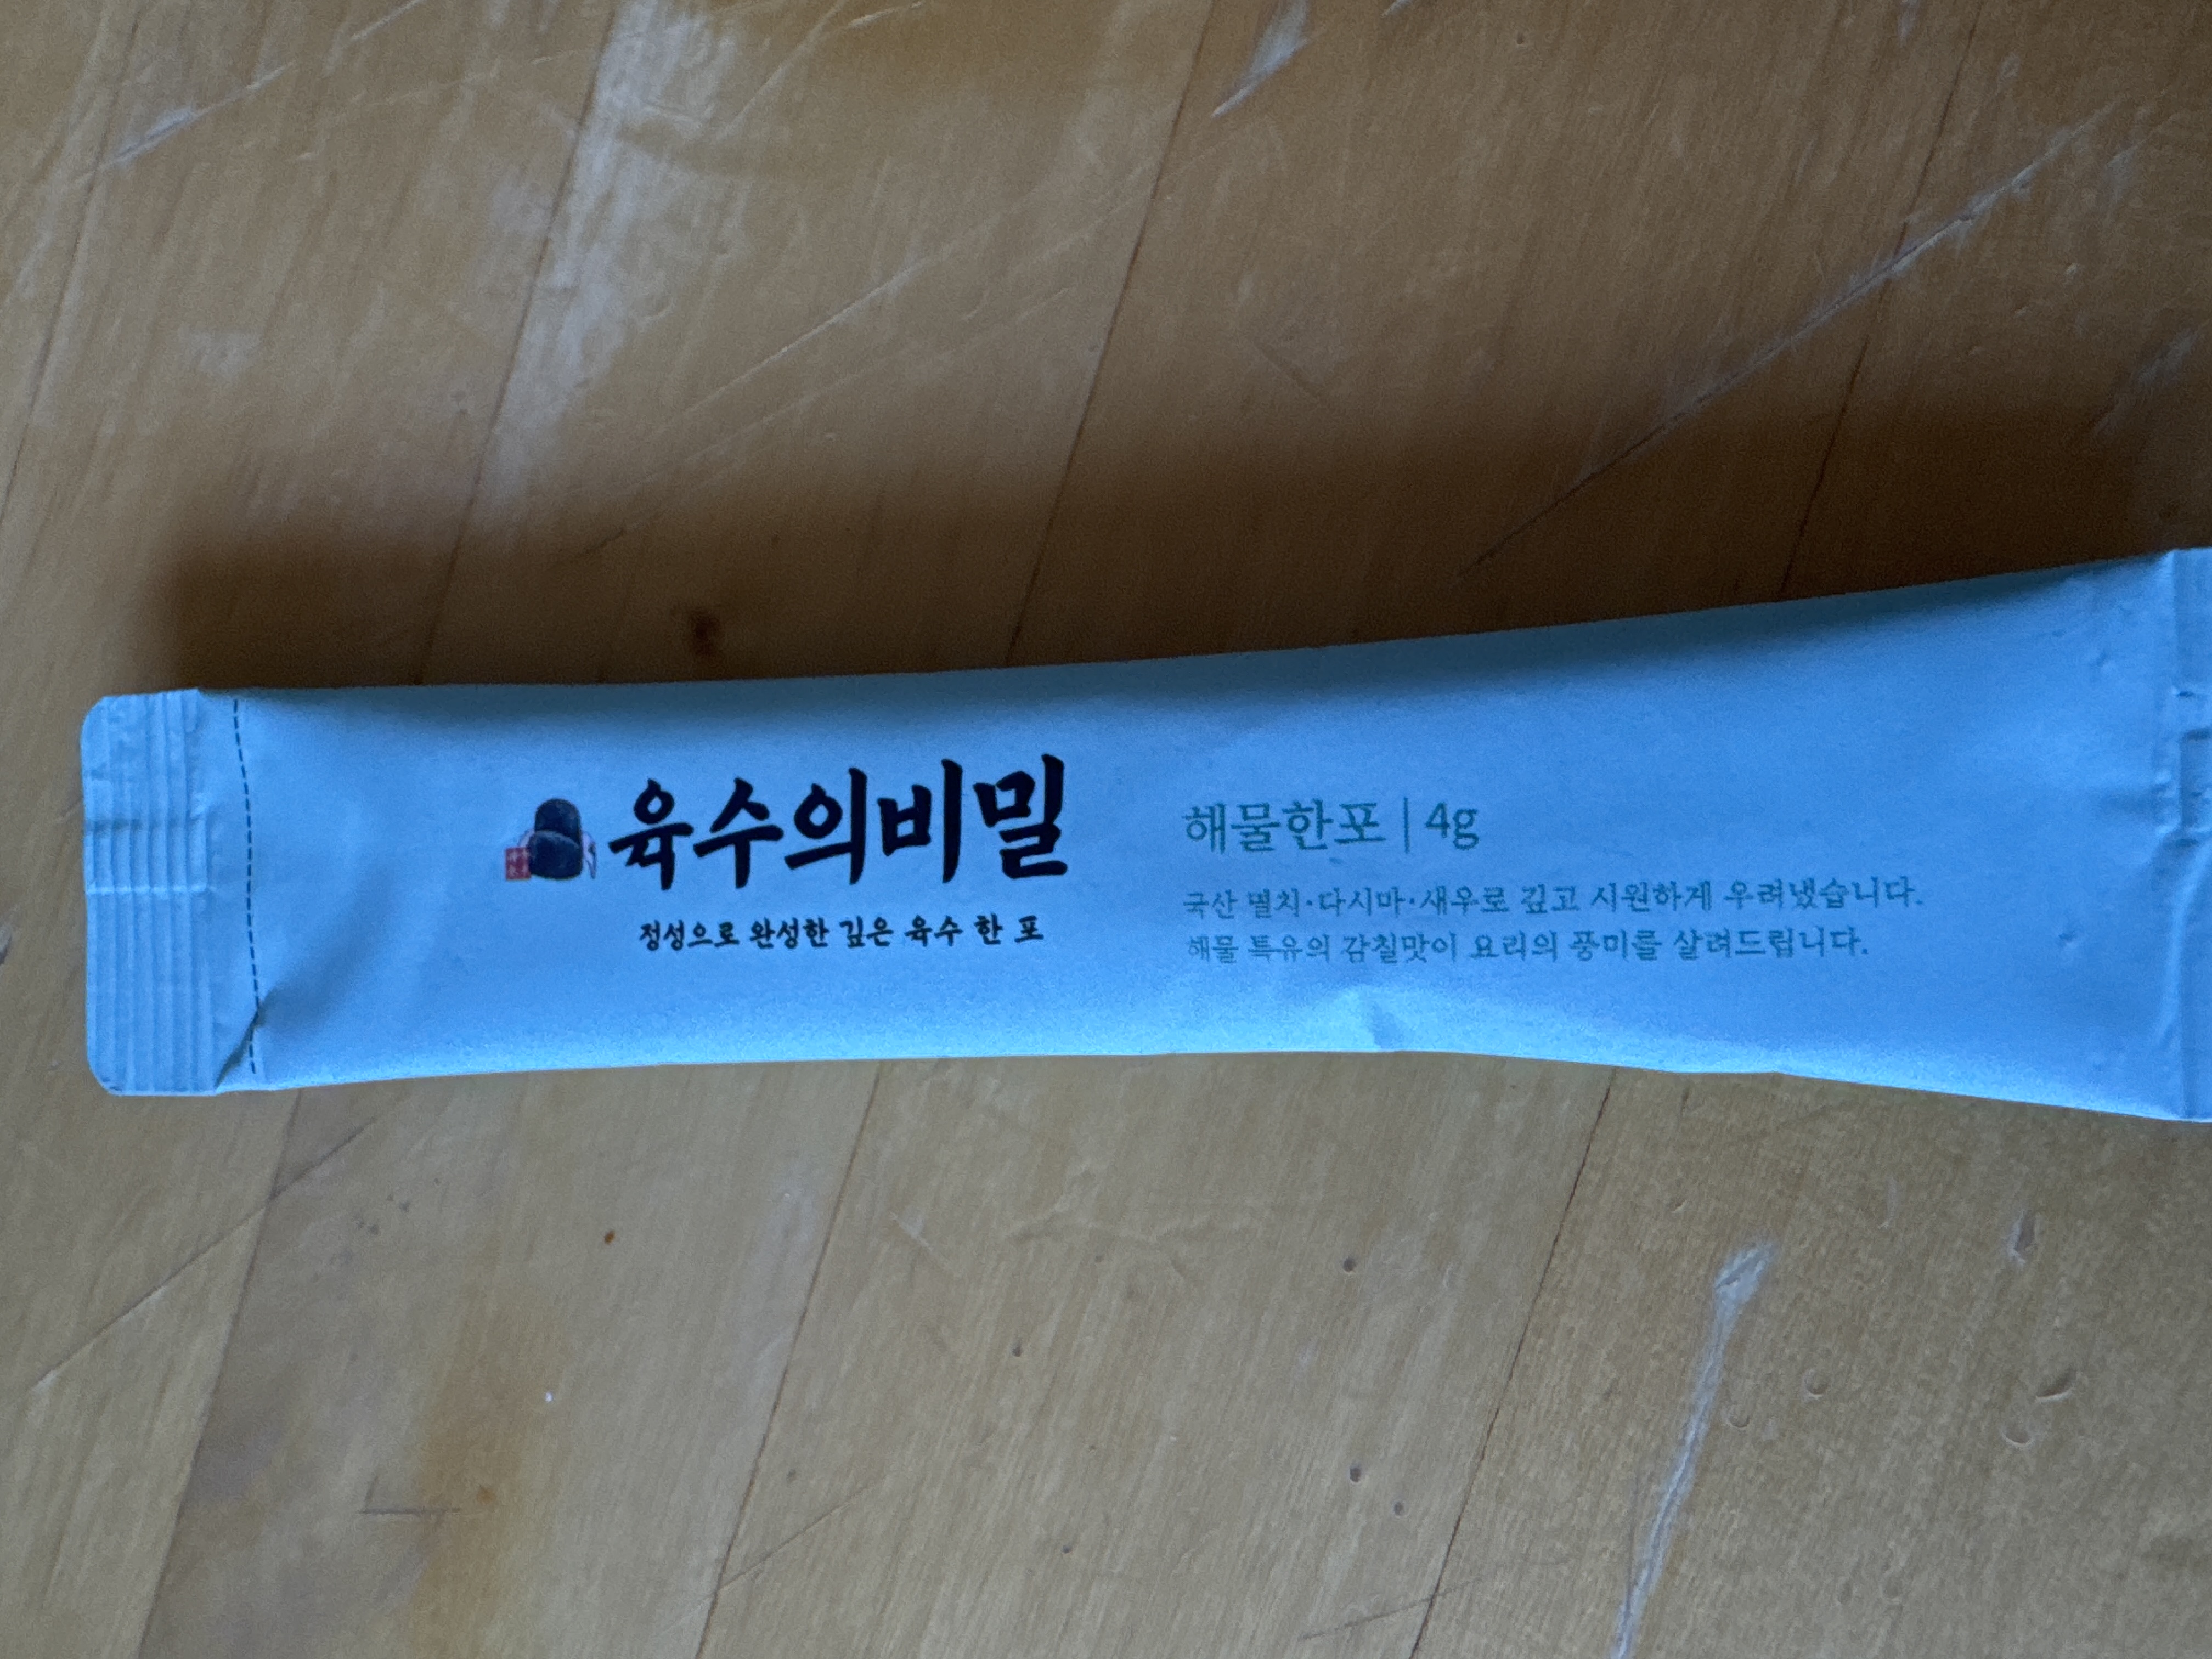 육수의비밀
정성으로 완성한 깊은 육수 한 포
해물한포 | 4g
국산 멸치·다시마·새우로 깊고 시원하게 우려냈습니다.
해물 특유의 감칠맛이 요리의 풍미를 살려드립니다.